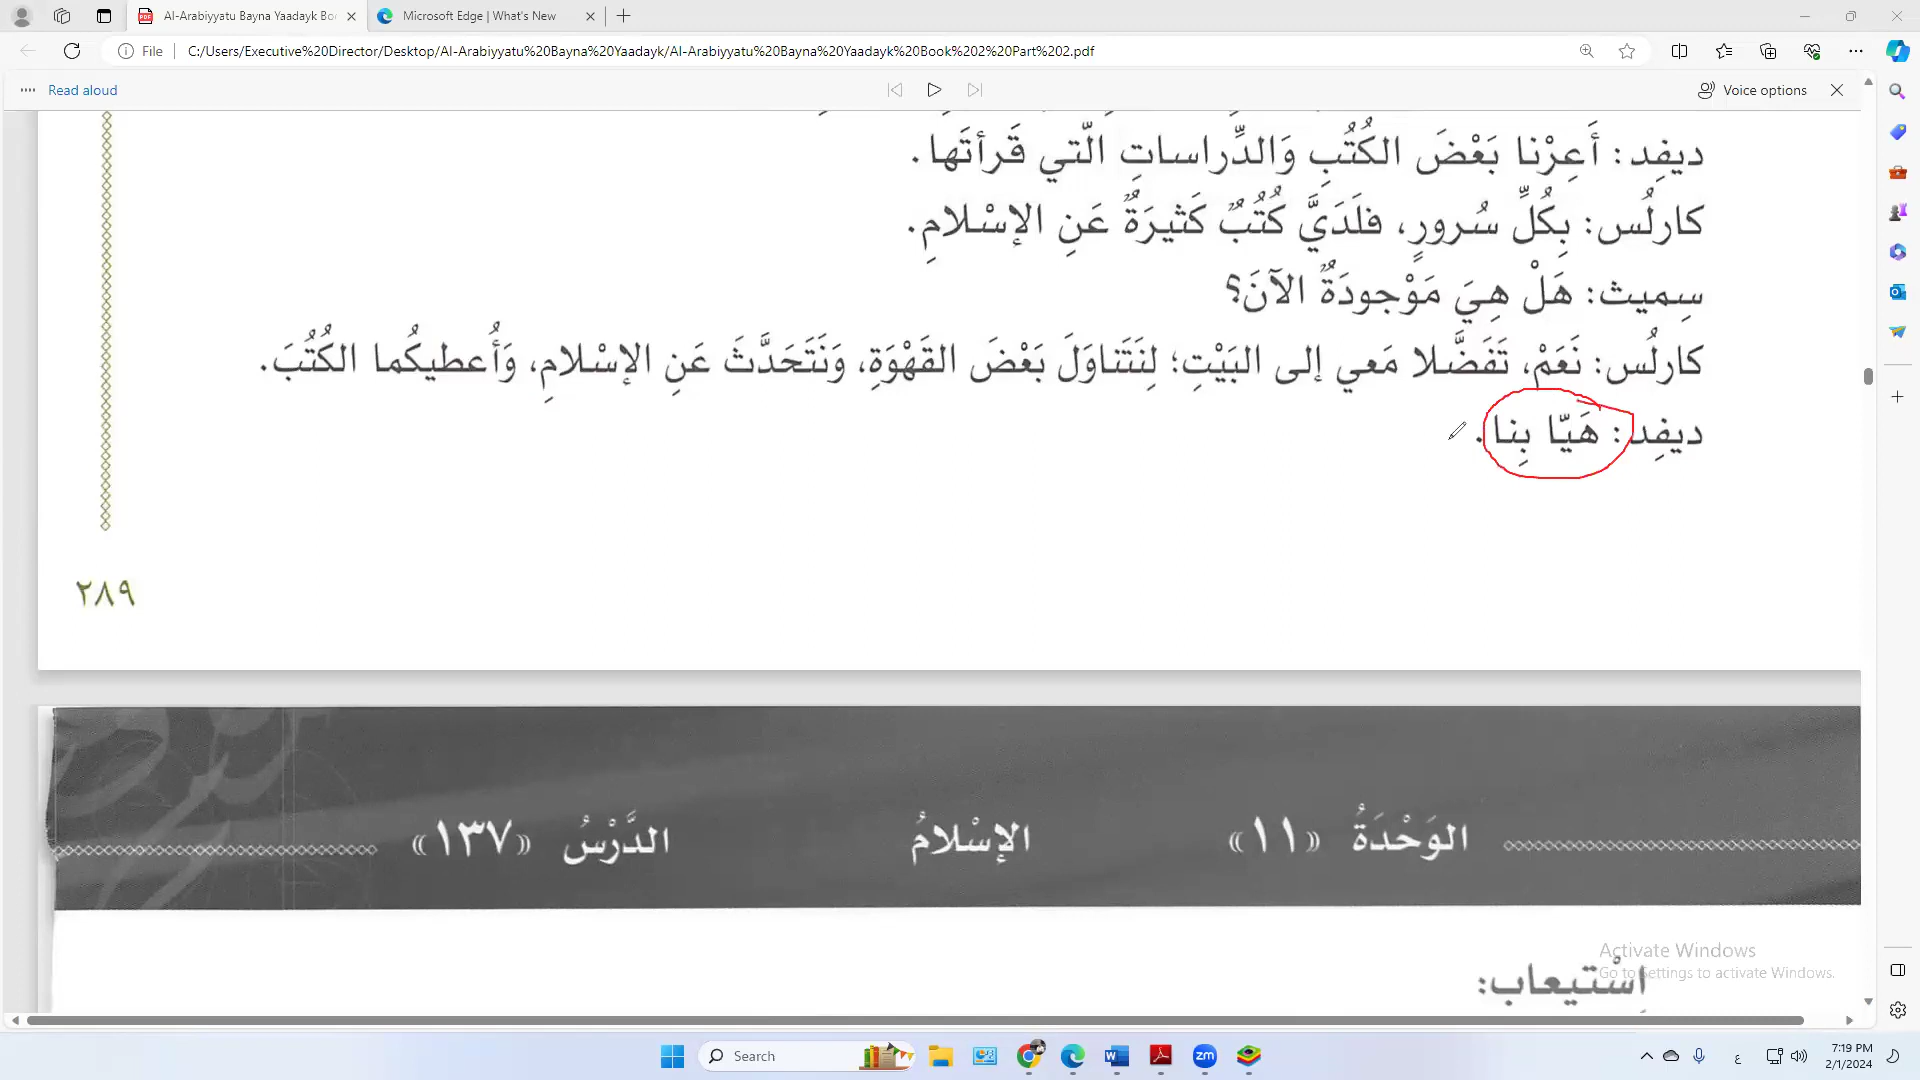 Al-Arabiyyatu Bayna Yaadayk Bo
Microsoft Edge | What's New
File
C:/Users/Executive%20Director/Desktop/Al-Arabiyyatu%20Bayna%20Yaadayk/Al-Arabiyyatu%20Bayna%20Yaadayk%20Book%202%20Part%202.pdf
Read aloud
Voice options
ديفِد: أَعِرْنا بَعْضَ الكُتُبِ وَالدِّراساتِ الّتي قَرأتَها.
كارلُس: بِكُلِّ سُرورٍ، فلَدَيَّ كُتُبٌ كَثيرَةٌ عَنِ الإسْلامِ.
سِميث: هَلْ هِيَ مَوْجودَةٌ الآنَ؟
كارلُس: نَعَمْ، تَفَضَّلا مَعي إلى البَيْتِ؛ لِنَتَناوَلَ بَعْضَ القَهْوَةِ، وَنَتَحَدَّثَ عَنِ الإسْلامِ، وَأُعطيكُما الكُتُبَ.
ديفِد: هَيّا بِنا.
٢٨٩
الوَحْدَةُ «١١» الإسْلامُ الدَّرْسُ «١٣٧»
اِسْتيعاب:
Activate Windows
Go to Settings to activate Windows.
Search
7:19 PM
2/1/2024